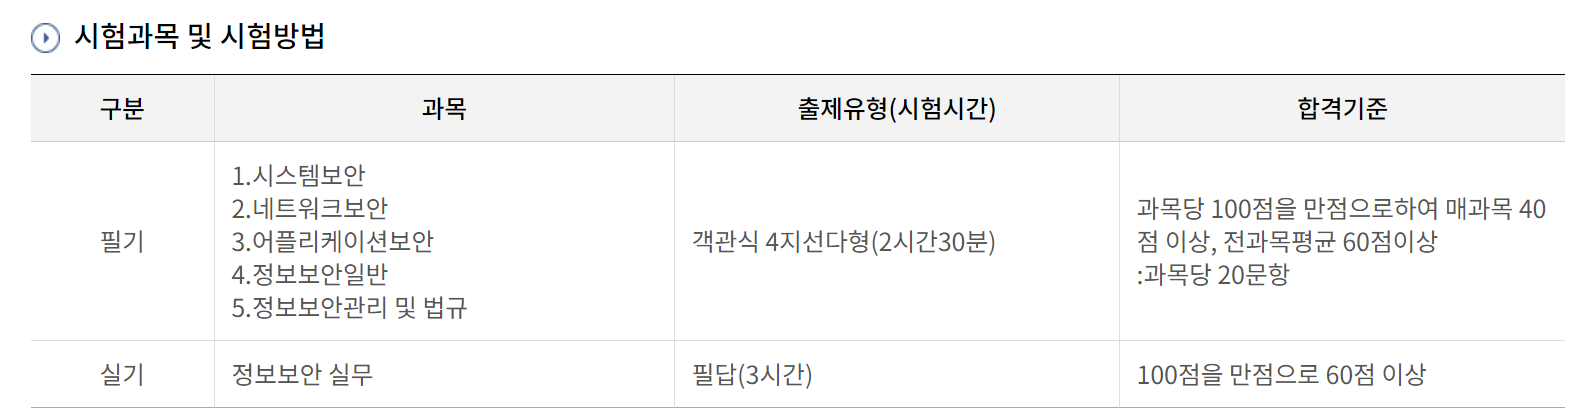 시험과목 및 시험방법
구분 과목 출제유형(시험시간) 합격기준
필기
1.시스템보안
2.네트워크보안
3.어플리케이션보안
4.정보보안일반
5.정보보안관리 및 법규
객관식 4지선다형(2시간30분)
과목당 100점을 만점으로하여 매과목 40
점 이상, 전과목평균 60점이상
:과목당 20문항
실기 정보보안 실무 필답(3시간) 100점을 만점으로 60점 이상